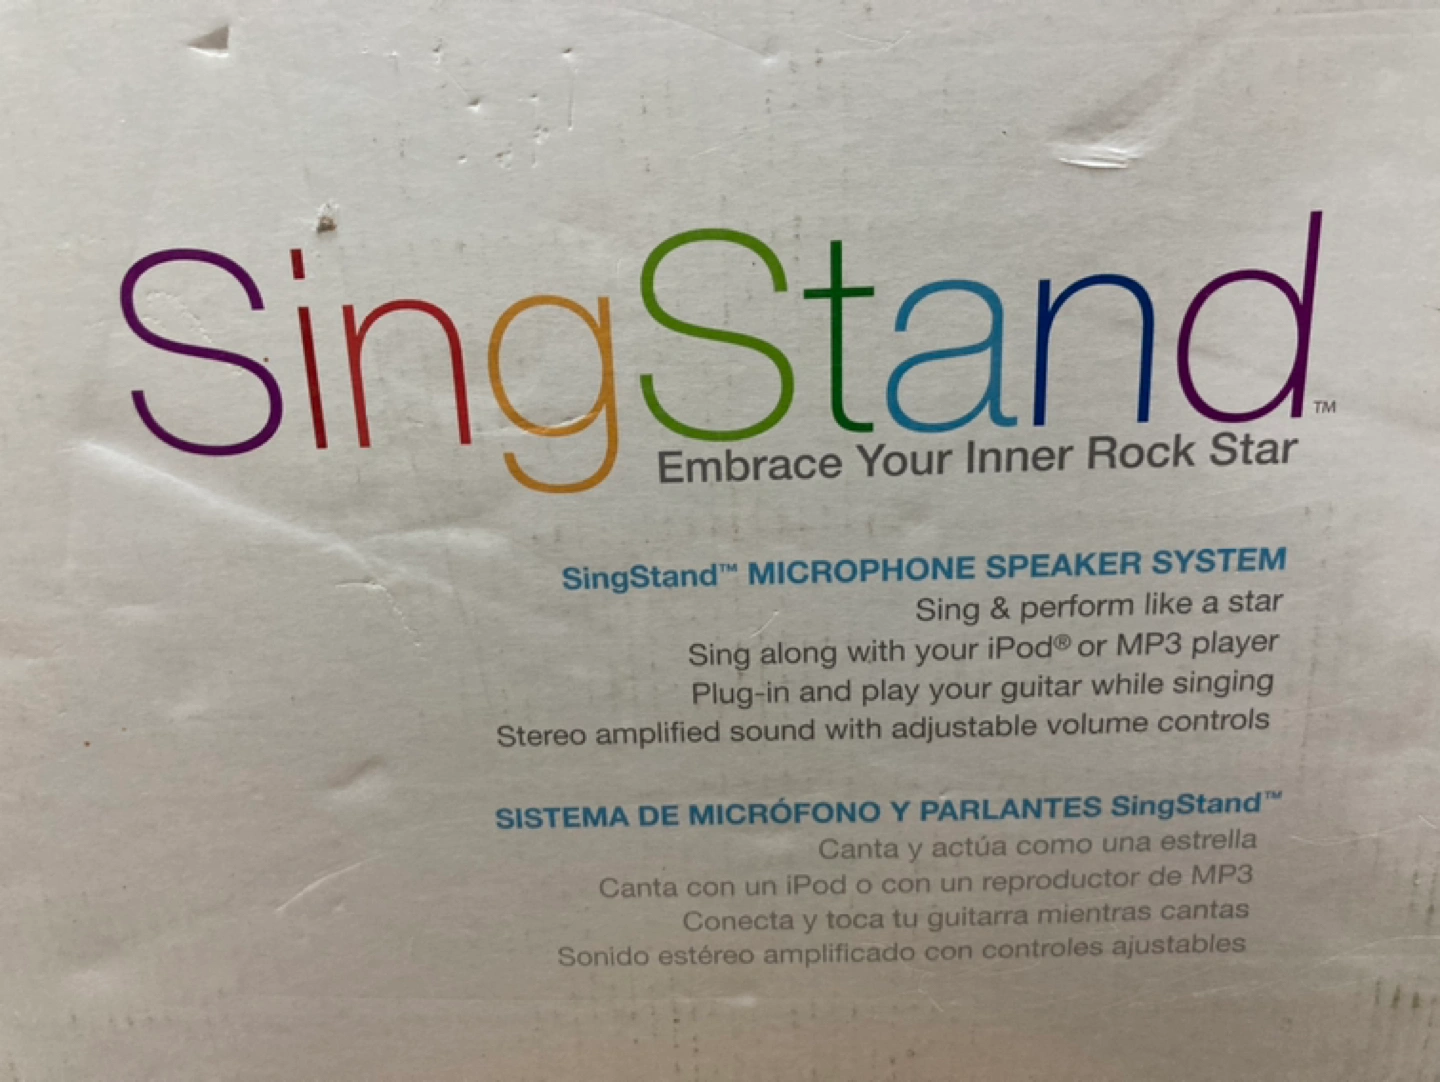 SingStand™
Embrace Your Inner Rock Star
SingStand™ MICROPHONE SPEAKER SYSTEM
Sing & perform like a star
Sing along with your iPod® or MP3 player
Plug-in and play your guitar while singing
Stereo amplified sound with adjustable volume controls
SISTEMA DE MICRÓFONO Y PARLANTES SingStand™
Canta y actúa como una estrella
Canta con un iPod o con un reproductor de MP3
Conecta y toca tu guitarra mientras cantas
Sonido estéreo amplificado con controles ajustables